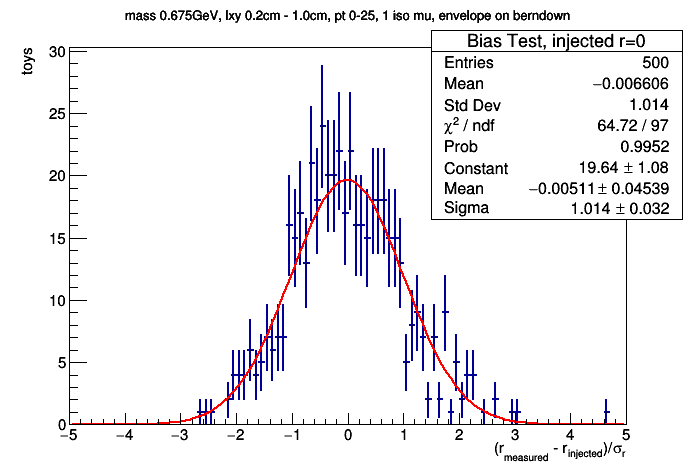 mass 0.675GeV, lxy 0.2cm - 1.0cm, pt 0-25, 1 iso mu, envelope on berndown
Bias Test, injected r=0
Entries 500
Mean −0.006606
Std Dev 1.014
χ² / ndf 64.72 / 97
Prob 0.9952
Constant 19.64 ± 1.08
Mean −0.00511 ± 0.04539
Sigma 1.014 ± 0.032
toys
30
25
20
15
10
5
0
−5 −4 −3 −2 −1 0 1 2 3 4 5
(r_measured - r_injected)/σ_r